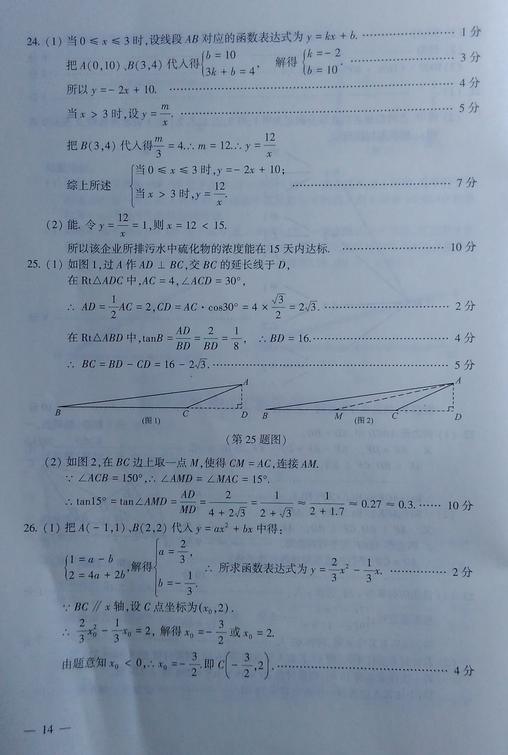 24. (1) 当 0 ≤ x ≤ 3 时,设线段 AB 对应的函数表达式为 y = kx + b. …… 1 分
把 A(0,10)、B(3,4) 代入得 { b = 10, 3k + b = 4, 解得 { k = - 2, b = 10. …… 3 分
所以 y = - 2x + 10. …… 4 分
当 x > 3 时,设 y = m/x. …… 5 分
把 B(3,4) 代入得 m/3 = 4.∴ m = 12.∴ y = 12/x
综上所述 { 当 0 ≤ x ≤ 3 时,y = - 2x + 10; 当 x > 3 时,y = 12/x. …… 7 分
(2) 能. 令 y = 12/x = 1,则 x = 12 < 15.
所以该企业所排污水中硫化物的浓度能在 15 天内达标. …… 10 分
25. (1) 如图 1,过 A 作 AD ⊥ BC,交 BC 的延长线于 D,
在 Rt△ADC 中,AC = 4,∠ACD = 30°,
∴ AD = 1/2 AC = 2,CD = AC · cos30° = 4 × √3/2 = 2√3. …… 2 分
在 Rt△ABD 中,tanB = AD/BD = 2/BD = 1/8, ∴ BD = 16. …… 4 分
∴ BC = BD - CD = 16 - 2√3. …… 5 分
A
B C D
(图 1)
A
B M C D
(图 2)
(第 25 题图)
(2) 如图 2,在 BC 边上取一点 M,使得 CM = AC,连接 AM.
∵ ∠ACB = 150°,∴ ∠AMD = ∠MAC = 15°.
∴ tan15° = tan∠AMD = AD/MD = 2/(4 + 2√3) = 1/(2 + √3) ≈ 1/(2 + 1.7) ≈ 0.27 ≈ 0.3. …… 10 分
26. (1) 把 A( - 1,1)、B(2,2) 代入 y = ax² + bx 中得:
{ 1 = a - b, 2 = 4a + 2b, 解得 { a = 2/3, b = - 1/3. ∴ 所求函数表达式为 y = 2/3 x² - 1/3 x. …… 2 分
∵ BC ∥ x 轴,设 C 点坐标为 (x₀,2) .
∴ 2/3 x₀² - 1/3 x₀ = 2, 解得 x₀ = - 3/2 或 x₀ = 2.
由题意知 x₀ < 0,∴ x₀ = - 3/2. 即 C( - 3/2,2) . …… 4 分
— 14 —